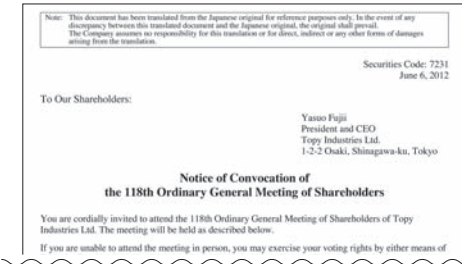 Note: This document has been translated from the Japanese original for reference purposes only. In the event of any
discrepancy between this translated document and the Japanese original, the original shall prevail.
The Company assumes no responsibility for this translation or for direct, indirect or any other forms of damages
arising from the translation.
Securities Code: 7231
June 6, 2012
To Our Shareholders:
Yasuo Fujii
President and CEO
Topy Industries Ltd.
1-2-2 Osaki, Shinagawa-ku, Tokyo
Notice of Convocation of
the 118th Ordinary General Meeting of Shareholders
You are cordially invited to attend the 118th Ordinary General Meeting of Shareholders of Topy
Industries Ltd. The meeting will be held as described below.
If you are unable to attend the meeting in person, you may exercise your voting rights by either means of